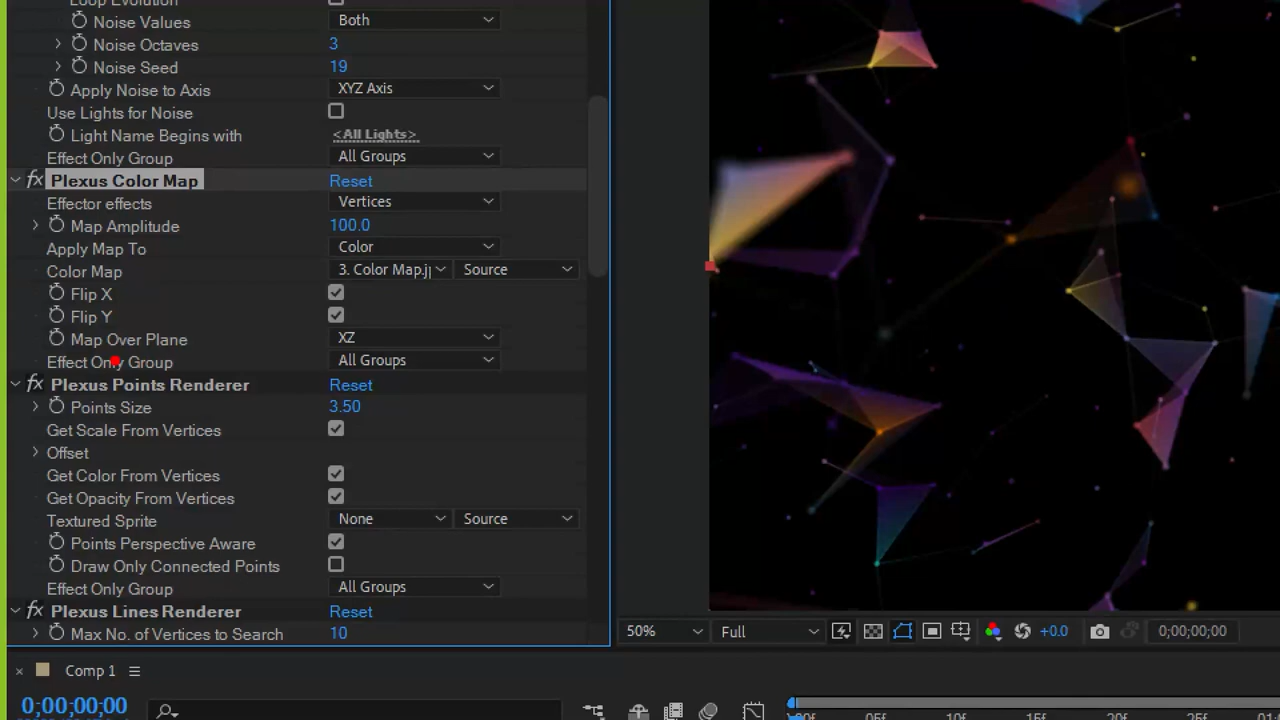 Loop Evolution
Noise Values Both
Noise Octaves 3
Noise Seed 19
Apply Noise to Axis XYZ Axis
Use Lights for Noise
Light Name Begins with <All Lights>
Effect Only Group All Groups
fx Plexus Color Map Reset
Effector effects Vertices
Map Amplitude 100.0
Apply Map To Color
Color Map 3. Color Map.j Source
Flip X
Flip Y
Map Over Plane XZ
Effect Only Group All Groups
fx Plexus Points Renderer Reset
Points Size 3.50
Get Scale From Vertices
Offset
Get Color From Vertices
Get Opacity From Vertices
Textured Sprite None Source
Points Perspective Aware
Draw Only Connected Points
Effect Only Group All Groups
fx Plexus Lines Renderer Reset
Max No. of Vertices to Search 10
50% Full +0.0 0;00;00;00
× Comp 1
0;00;00;00
05f 10f 15f 20f 25f 01:0